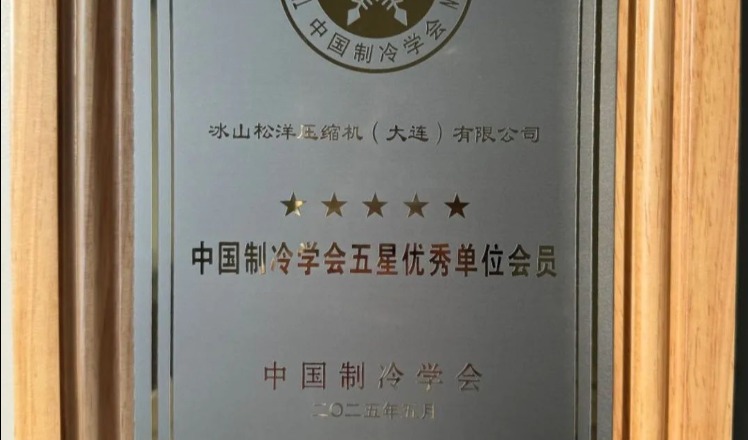 中国制冷学会
冰山松洋压缩机（大连）有限公司
中国制冷学会五星优秀单位会员
中国制冷学会
二〇二五年五月